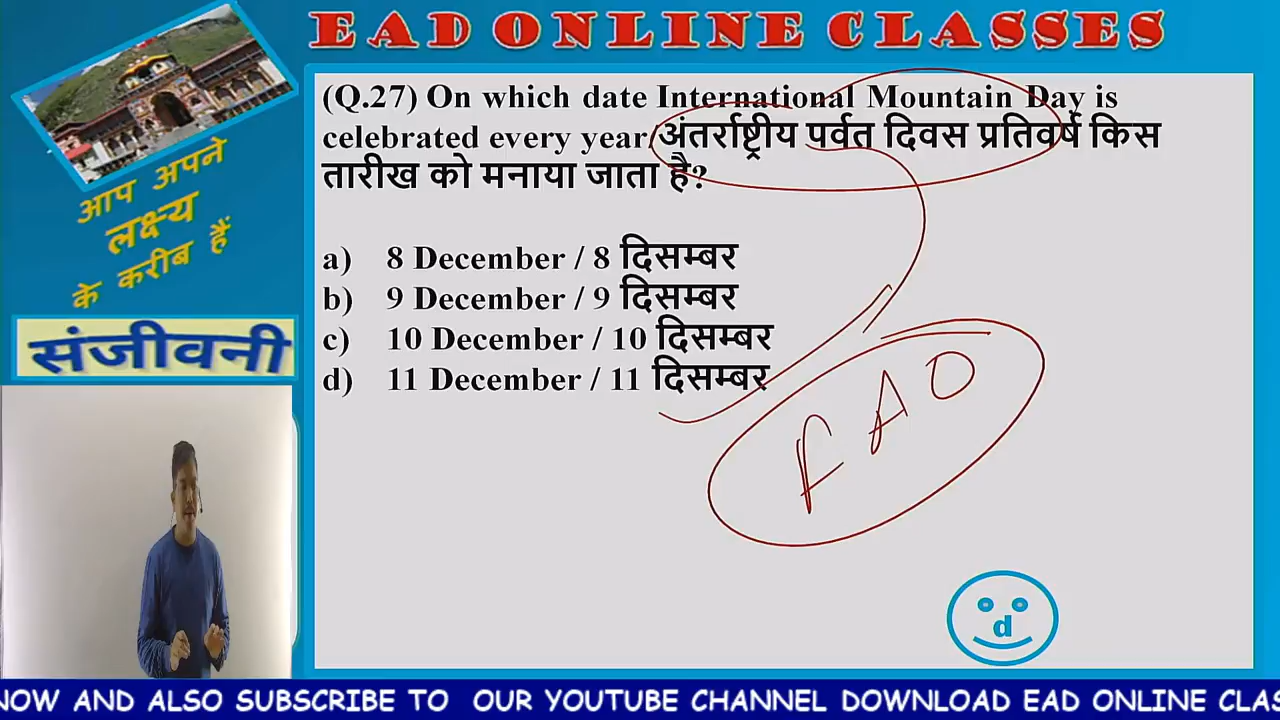 EAD ONLINE CLASSES
(Q.27) On which date International Mountain Day is
celebrated every year/अंतर्राष्ट्रीय पर्वत दिवस प्रतिवर्ष किस
तारीख को मनाया जाता है?
a) 8 December / 8 दिसम्बर
b) 9 December / 9 दिसम्बर
c) 10 December / 10 दिसम्बर
d) 11 December / 11 दिसम्बर
FAO
d
आप अपने
लक्ष्य
के करीब हैं
संजीवनी
NOW AND ALSO SUBSCRIBE TO OUR YOUTUBE CHANNEL DOWNLOAD EAD ONLINE CLAS